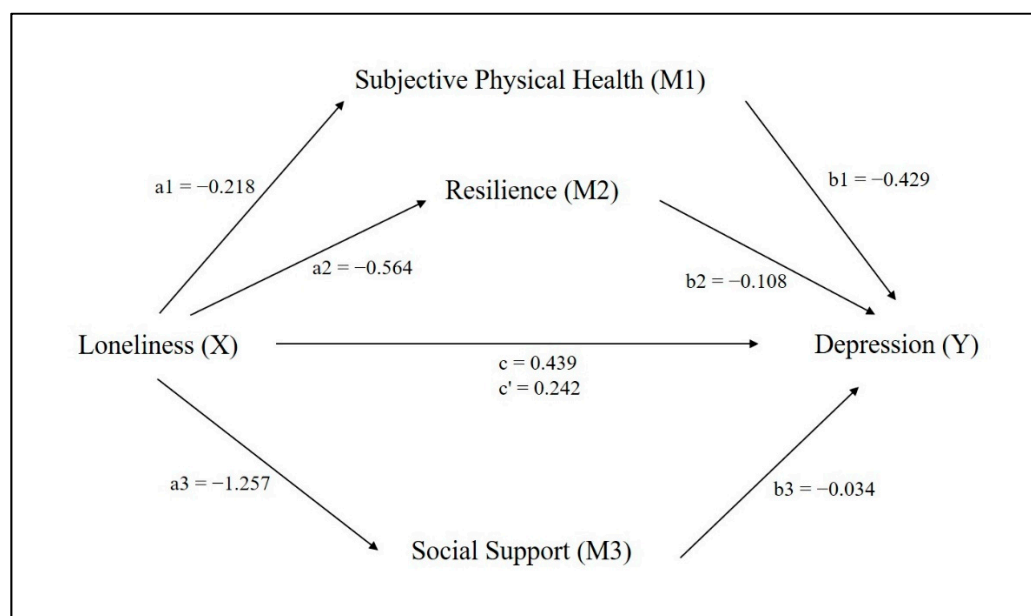 Subjective Physical Health (M1)
a1 = −0.218
b1 = −0.429
Resilience (M2)
a2 = −0.564
b2 = −0.108
Loneliness (X)
Depression (Y)
c = 0.439
c' = 0.242
a3 = −1.257
b3 = −0.034
Social Support (M3)